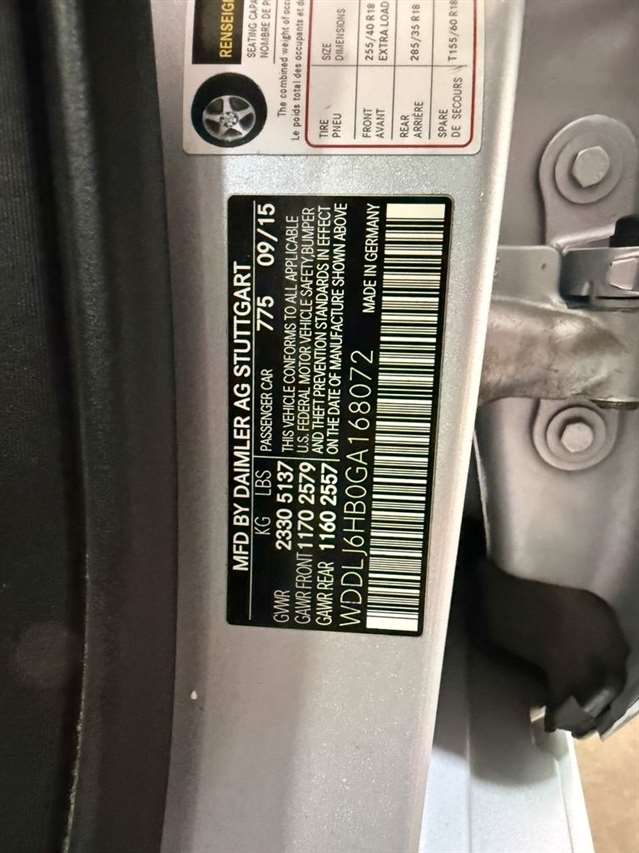 RENSEIGN
SEATING CAPA
NOMBRE DE P
The combined weight of occ
Le poids total des occupants et d
TIRE SIZE
PNEU DIMENSIONS
FRONT 255/40 R18
AVANT EXTRA LOAD
REAR 285/35 R18
ARRIÈRE
SPARE T155/60 R18
DE SECOURS
MFD BY DAIMLER AG STUTTGART
KG LBS PASSENGER CAR 775 09/15
GVWR 2330 5137 THIS VEHICLE CONFORMS TO ALL APPLICABLE
GAWR FRONT 1170 2579 U.S. FEDERAL MOTOR VEHICLE SAFETY,BUMPER
GAWR REAR 1160 2557 AND THEFT PREVENTION STANDARDS IN EFFECT
ON THE DATE OF MANUFACTURE SHOWN ABOVE
WDDLJ6HB0GA168072 MADE IN GERMANY